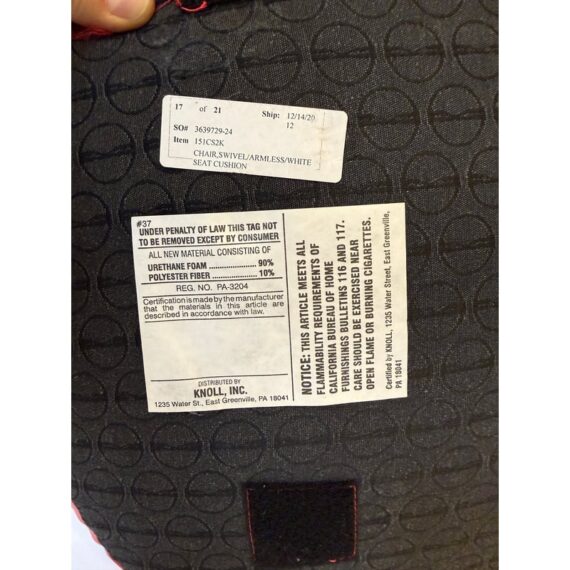 17 of 21 Ship: 12/14/20
12
SO# 3639729-24
Item 151CS2K
CHAIR,SWIVEL/ARMLESS/WHITE
SEAT CUSHION
#37
UNDER PENALTY OF LAW THIS TAG NOT
TO BE REMOVED EXCEPT BY CONSUMER
ALL NEW MATERIAL CONSISTING OF
URETHANE FOAM .................. 90%
POLYESTER FIBER ................. 10%
REG. NO. PA-3204
Certification is made by the manufacturer
that the materials in this article are
described in accordance with law.
DISTRIBUTED BY
KNOLL, INC.
1235 Water St., East Greenville, PA 18041
NOTICE: THIS ARTICLE MEETS ALL
FLAMMABILITY REQUIREMENTS OF
CALIFORNIA BUREAU OF HOME
FURNISHINGS BULLETINS 116 AND 117.
CARE SHOULD BE EXERCISED NEAR
OPEN FLAME OR BURNING CIGARETTES.
Certified by KNOLL, 1235 Water Street, East Greenville,
PA 18041